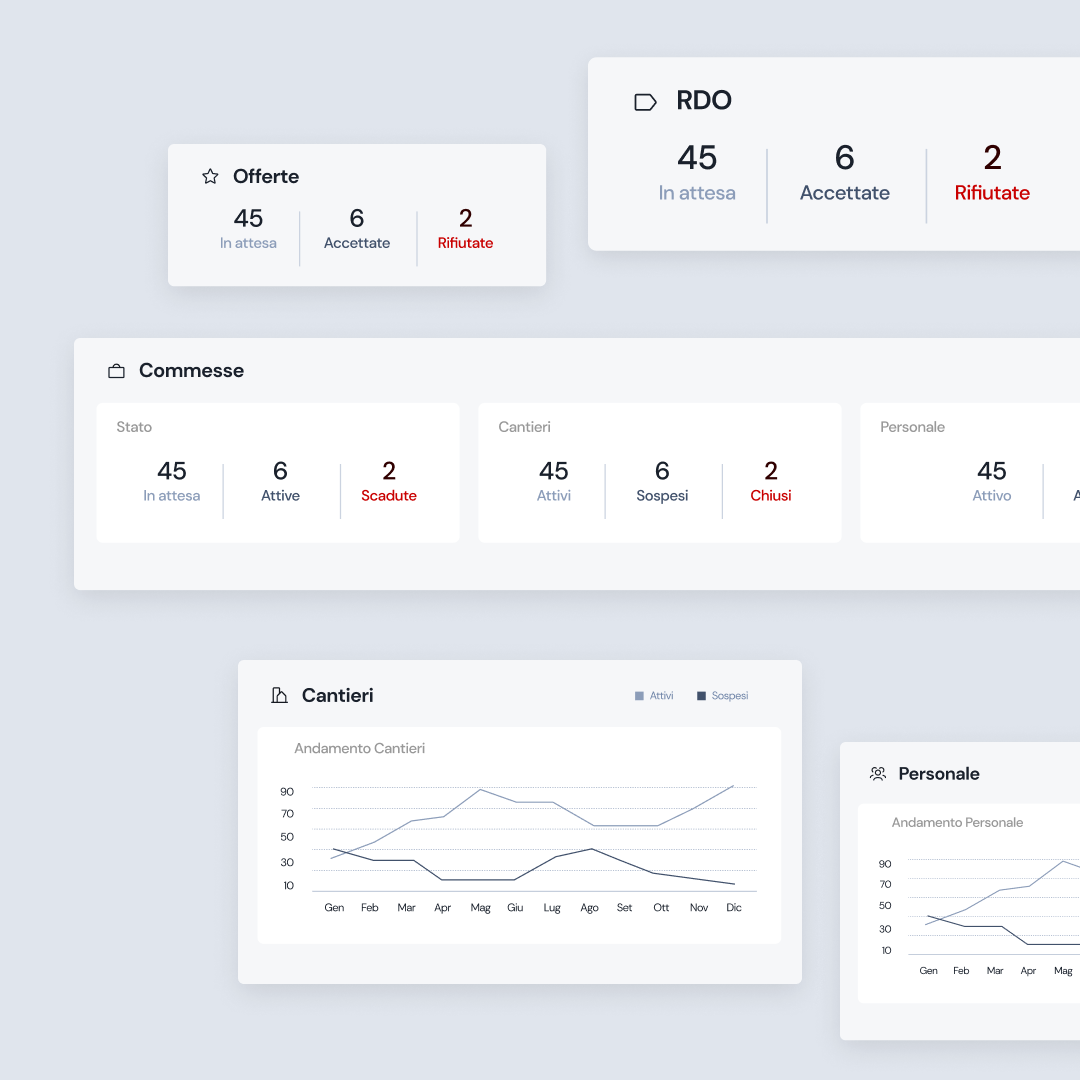 RDO
45 6 2
In attesa Accettate Rifiutate
Offerte
45 6 2
In attesa Accettate Rifiutate
Commesse
Stato
45 6 2
In attesa Attive Scadute
Cantieri
45 6 2
Attivi Sospesi Chiusi
Personale
45
Attivo A
Cantieri
Attivi Sospesi
Andamento Cantieri
90
70
50
30
10
Gen Feb Mar Apr Mag Giu Lug Ago Set Ott Nov Dic
Personale
Andamento Personale
90
70
50
30
10
Gen Feb Mar Apr Mag